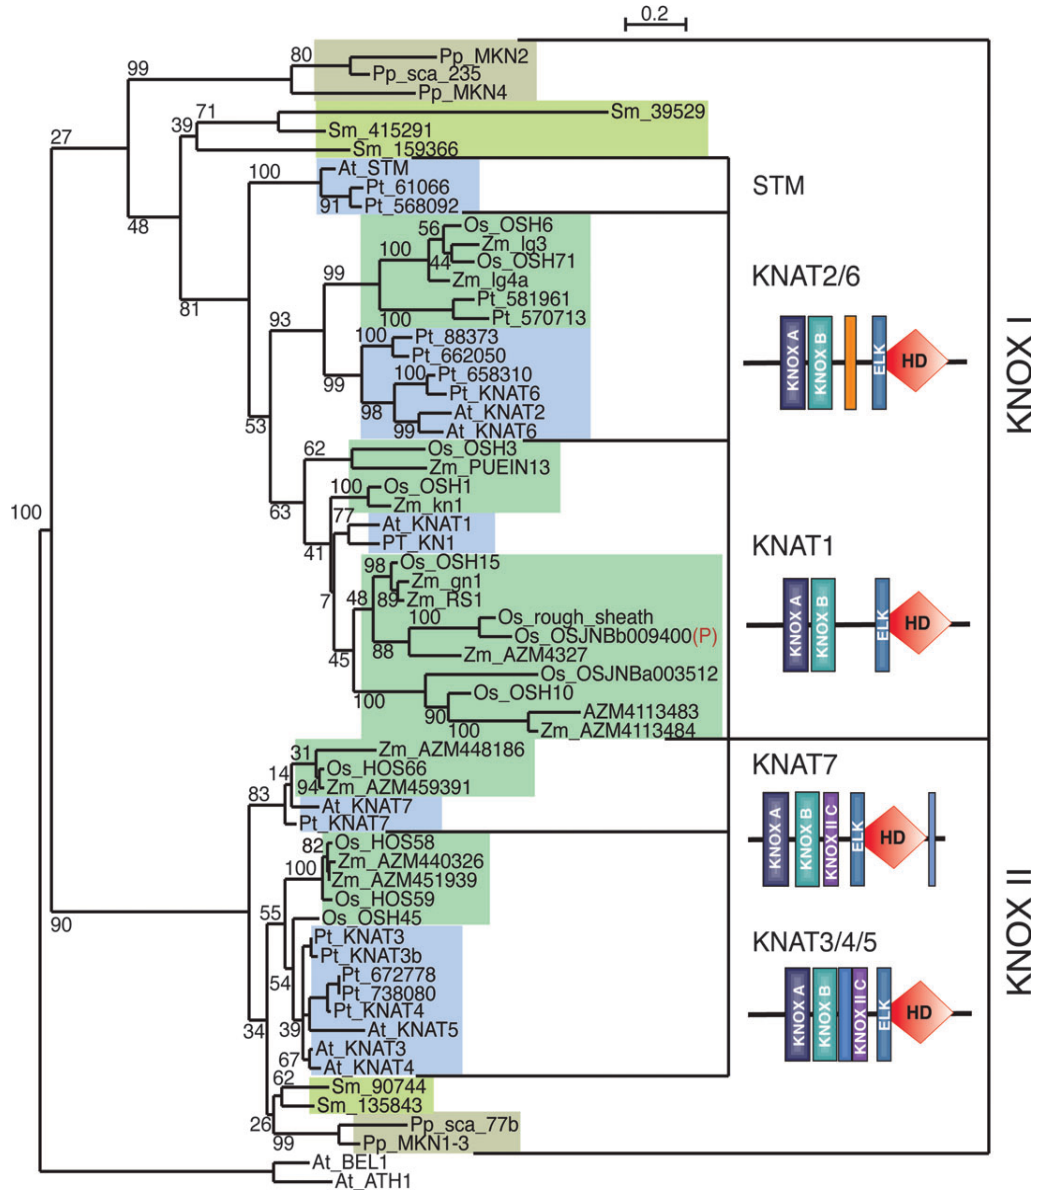 0.2
80
Pp_MKN2
99
Pp_sca_235
Pp_MKN4
71
Sm_39529
39
Sm_415291
27
Sm_159366
100
At_STM
STM
Pt_61066
91
Pt_568092
48
56
Os_OSH6
Zm_lg3
100
44
Os_OSH71
99
Zm_lg4a
KNAT2/6
Pt_581961
81
100
Pt_570713
93
100
Pt_88373
Pt_662050
99
100
Pt_658310
Pt_KNAT6
98
At_KNAT2
53
99
At_KNAT6
KNOX A
KNOX B
ELK
HD
KNOX I
62
Os_OSH3
Zm_PUEIN13
100
Os_OSH1
63
Zm_kn1
100
77
At_KNAT1
41
PT_KN1
KNAT1
98
Os_OSH15
Zm_gn1
7
48
89
Zm_RS1
100
Os_rough_sheath
Os_OSJNBb009400(P)
88
Zm_AZM4327
45
Os_OSJNBa003512
100
Os_OSH10
90
AZM4113483
100
Zm_AZM4113484
KNOX A
KNOX B
ELK
HD
31
Zm_AZM448186
14
Os_HOS66
94
Zm_AZM459391
83
At_KNAT7
Pt_KNAT7
KNAT7
KNOX A
KNOX B
KNOX II C
ELK
HD
82
Os_HOS58
Zm_AZM440326
100
Zm_AZM451939
Os_HOS59
55
Os_OSH45
90
Pt_KNAT3
KNAT3/4/5
Pt_KNAT3b
Pt_672778
54
Pt_738080
Pt_KNAT4
39
At_KNAT5
34
At_KNAT3
67
At_KNAT4
KNOX A
KNOX B
KNOX II C
ELK
HD
KNOX II
62
Sm_90744
Sm_135843
26
Pp_sca_77b
99
Pp_MKN1-3
At_BEL1
At_ATH1